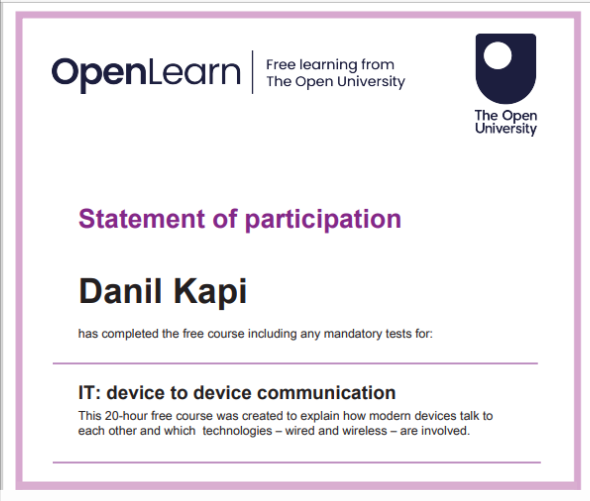 OpenLearn
Free learning from
The Open University
The Open
University
Statement of participation
Danil Kapi
has completed the free course including any mandatory tests for:
IT: device to device communication
This 20-hour free course was created to explain how modern devices talk to
each other and which technologies – wired and wireless – are involved.